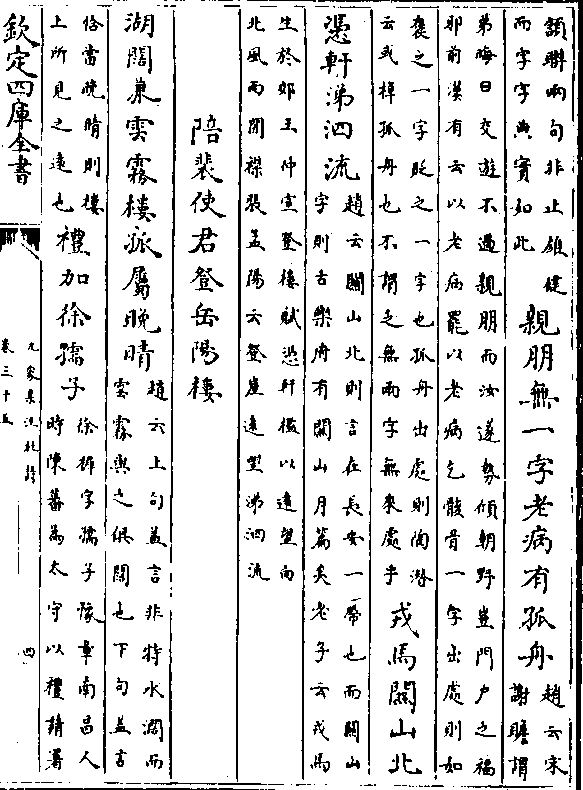 頷聯兩句非止雄健
而字字典實如此
親朋無一字老病有孤舟
趙云宋
謝瞻謂
弟晦曰交遊不過親朋而汝遂勢傾朝野豈門户之福
耶前漢有云以老病罷以老病乞骸骨一字出處則如
襃之一字貶之一字也孤舟出處則陶潛
云或棹孤舟也不謂之無兩字無來處乎
戎馬關山北
憑軒涕泗流
趙云關山北則言在長安一帶也而關山
字則古樂府有關山月篇矣老子云戎馬
生於郊王仲宣登樓賦憑軒檻以遥望而
北風而開襟張孟陽云登崖遠望涕泗流
陪裴使君登岳陽樓
湖闊兼雲霧樓孤屬晚晴
趙云上句盖言非特水濶而
雲霧與之俱闊也下句盖言
恰當晚晴則樓
上所見之遠也
禮加徐孺子
徐穉字孺子豫章南昌人
時陳蕃為太守以禮請署
欽定四庫全書
九家集注杜詩
卷三十五
四